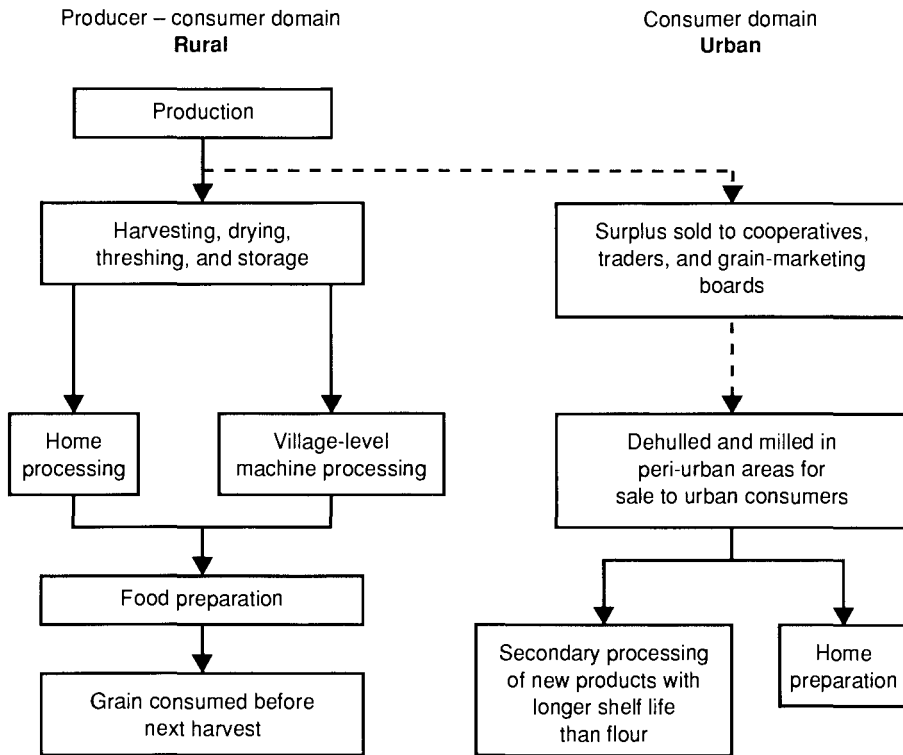 Producer – consumer domain
Rural
Consumer domain
Urban
Production
Harvesting, drying,
threshing, and storage
Surplus sold to cooperatives,
traders, and grain-marketing
boards
Home
processing
Village-level
machine processing
Dehulled and milled in
peri-urban areas for
sale to urban consumers
Food preparation
Secondary processing
of new products with
longer shelf life
than flour
Home
preparation
Grain consumed before
next harvest